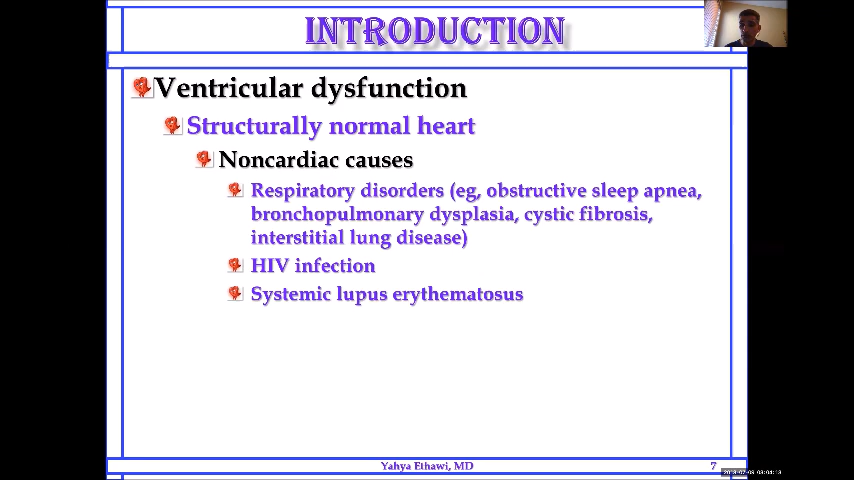 INTRODUCTION
Ventricular dysfunction
Structurally normal heart
Noncardiac causes
Respiratory disorders (eg, obstructive sleep apnea,
bronchopulmonary dysplasia, cystic fibrosis,
interstitial lung disease)
HIV infection
Systemic lupus erythematosus
Yahya Ethawi, MD
7